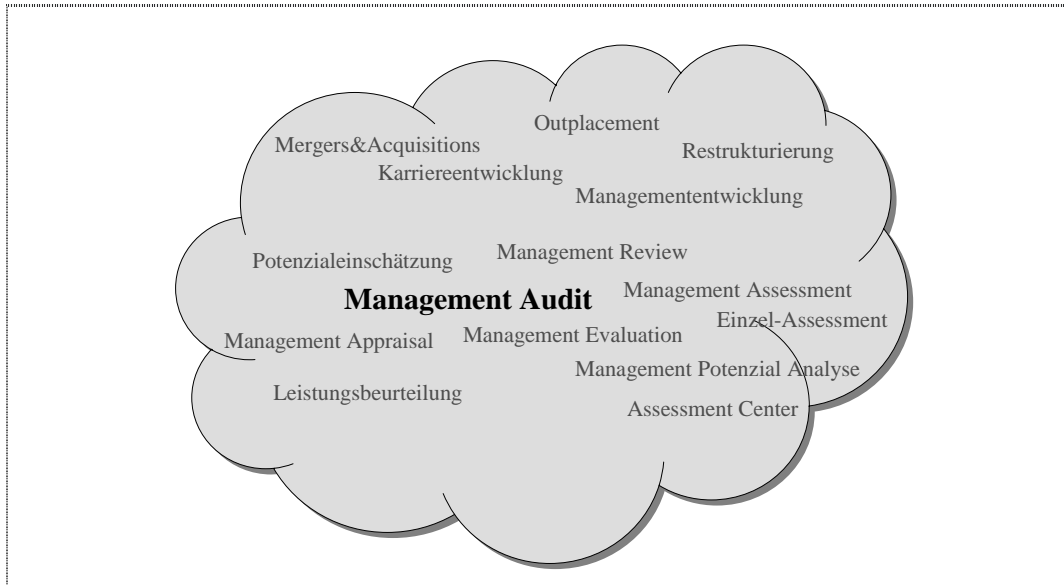 Outplacement
Mergers&Acquisitions
Restrukturierung
Karriereentwicklung
Managemententwicklung
Management Review
Potenzialeinschätzung
Management Assessment
Management Audit
Einzel-Assessment
Management Evaluation
Management Appraisal
Management Potenzial Analyse
Leistungsbeurteilung
Assessment Center